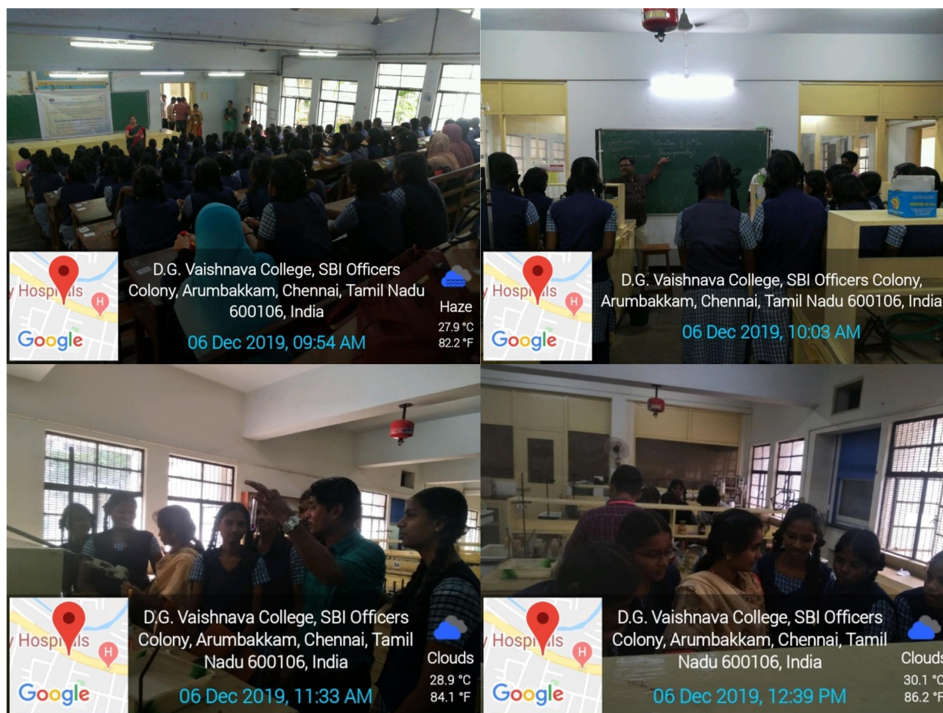 D.G. Vaishnava College, SBI Officers
Colony, Arumbakkam, Chennai, Tamil Nadu
600106, India
06 Dec 2019, 09:54 AM
Haze
27.9 °C
82.2 °F
y Hospitals
H
Google
D.G. Vaishnava College, SBI Officers Colony,
Arumbakkam, Chennai, Tamil Nadu 600106, India
06 Dec 2019, 10:03 AM
y Hospitals
H
Google
D.G. Vaishnava College, SBI Officers
Colony, Arumbakkam, Chennai, Tamil
Nadu 600106, India
06 Dec 2019, 11:33 AM
Clouds
28.9 °C
84.1 °F
y Hospitals
H
Google
D.G. Vaishnava College, SBI Officers
Colony, Arumbakkam, Chennai, Tamil
Nadu 600106, India
06 Dec 2019, 12:39 PM
Clouds
30.1 °C
86.2 °F
y Hospitals
H
Google